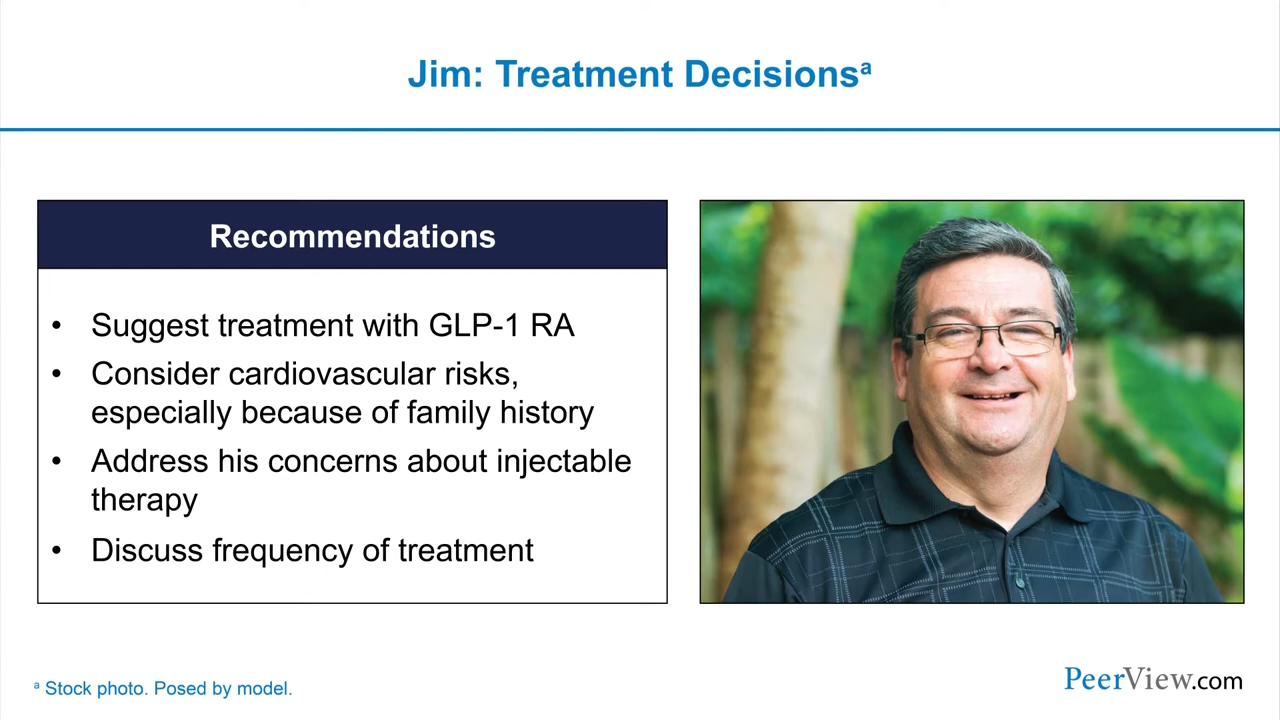 Jim: Treatment Decisionsᵃ
Recommendations
• Suggest treatment with GLP-1 RA
• Consider cardiovascular risks,
especially because of family history
• Address his concerns about injectable
therapy
• Discuss frequency of treatment
ᵃ Stock photo. Posed by model.
PeerView.com